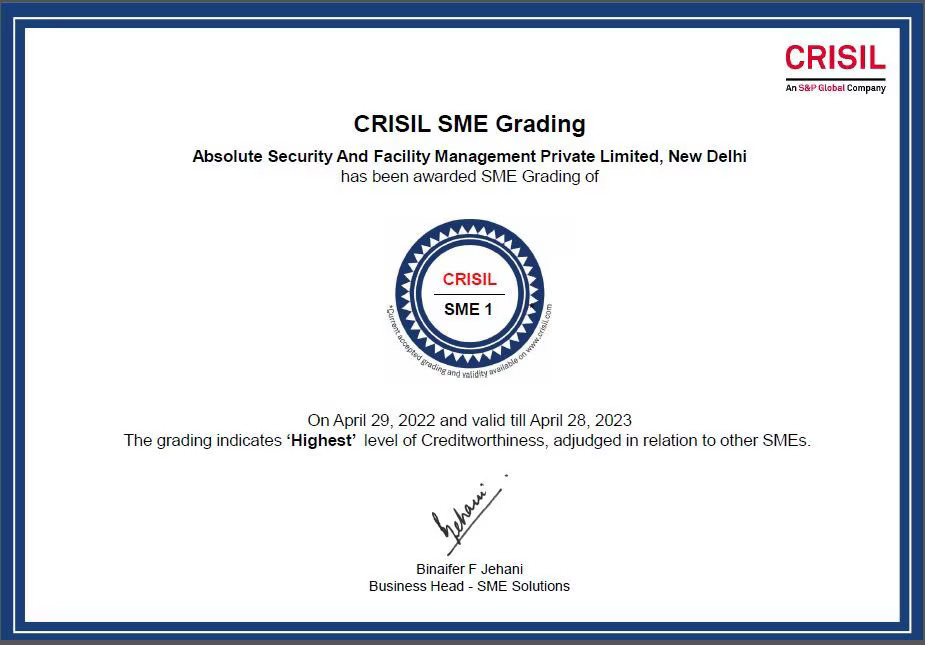 CRISIL
An S&P Global Company
CRISIL SME Grading
Absolute Security And Facility Management Private Limited, New Delhi
has been awarded SME Grading of
CRISIL
SME 1
*Current accepted grading and validity available on www.crisil.com
On April 29, 2022 and valid till April 28, 2023
The grading indicates ‘Highest’ level of Creditworthiness, adjudged in relation to other SMEs.
Jehani
Binaifer F Jehani
Business Head - SME Solutions